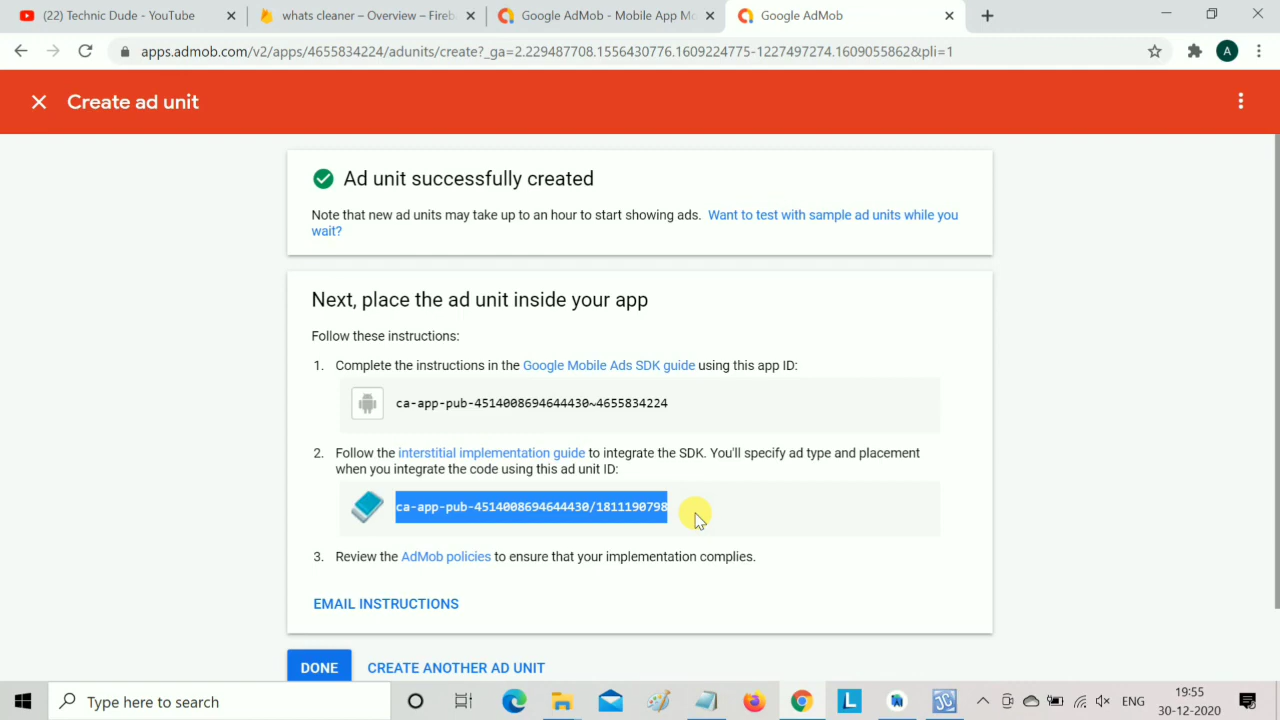 (22) Technic Dude - YouTube
whats cleaner – Overview – Fireb
Google AdMob - Mobile App Mo
Google AdMob
apps.admob.com/v2/apps/4655834224/adunits/create?_ga=2.229487708.1556430776.1609224775-1227497274.1609055862&pli=1
A
Create ad unit
Ad unit successfully created
Note that new ad units may take up to an hour to start showing ads. Want to test with sample ad units while you
wait?
Next, place the ad unit inside your app
Follow these instructions:
1. Complete the instructions in the Google Mobile Ads SDK guide using this app ID:
ca-app-pub-4514008694644430~4655834224
2. Follow the interstitial implementation guide to integrate the SDK. You'll specify ad type and placement
when you integrate the code using this ad unit ID:
ca-app-pub-4514008694644430/1811190798
3. Review the AdMob policies to ensure that your implementation complies.
EMAIL INSTRUCTIONS
DONE CREATE ANOTHER AD UNIT
Type here to search
L
JC
ENG
19:55
30-12-2020